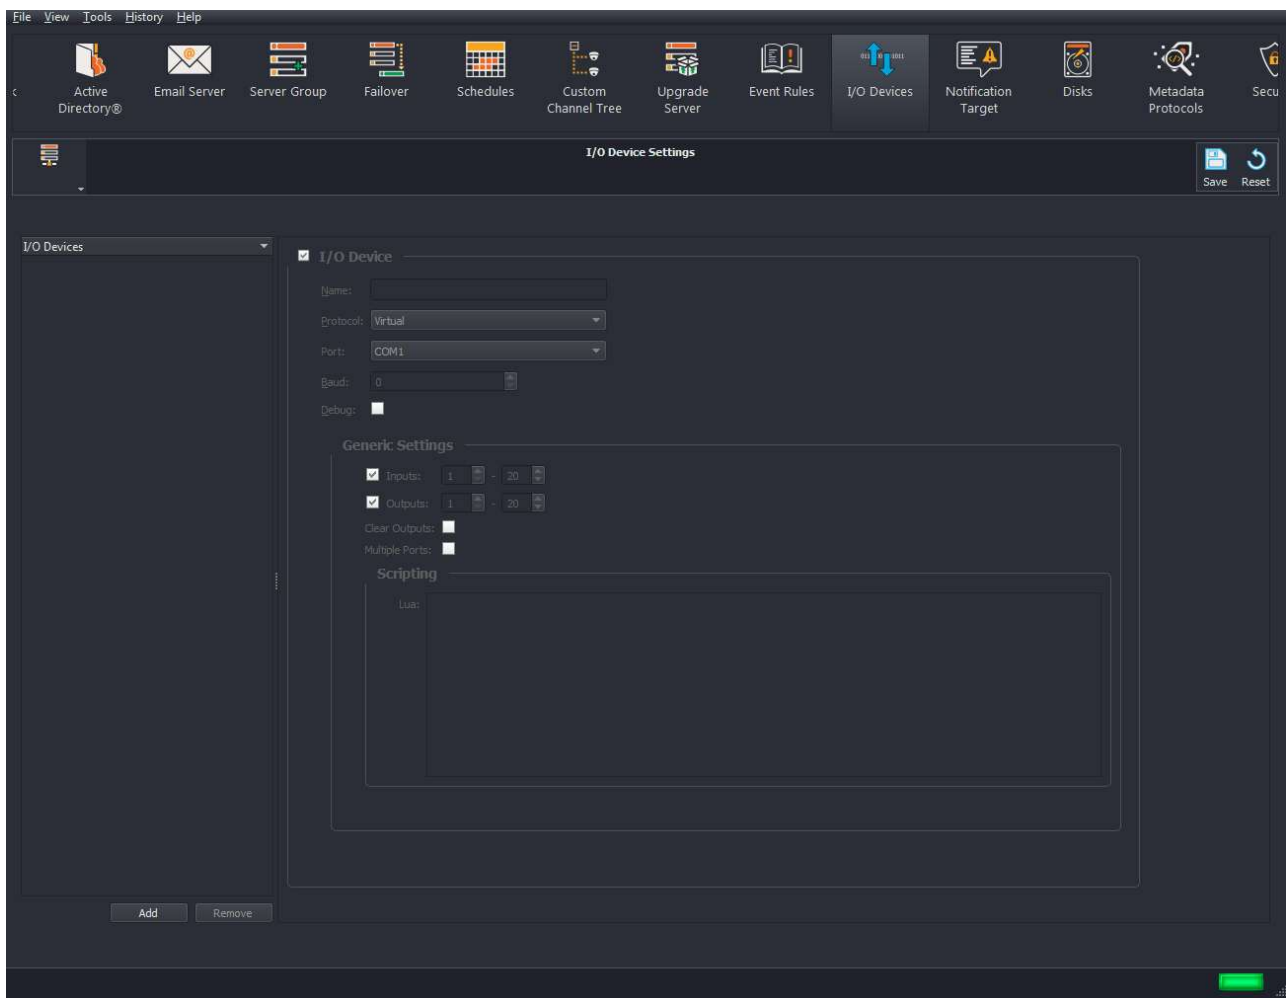 File View Tools History Help
k Active Directory® Email Server Server Group Failover Schedules Custom Channel Tree Upgrade Server Event Rules I/O Devices Notification Target Disks Metadata Protocols Secu
I/O Device Settings
Save Reset
I/O Devices
I/O Device
Name:
Protocol: Virtual
Port: COM1
Baud: 0
Debug:
Generic Settings
Inputs: 1 - 20
Outputs: 1 - 20
Clear Outputs:
Multiple Ports:
Scripting
Lua:
Add Remove